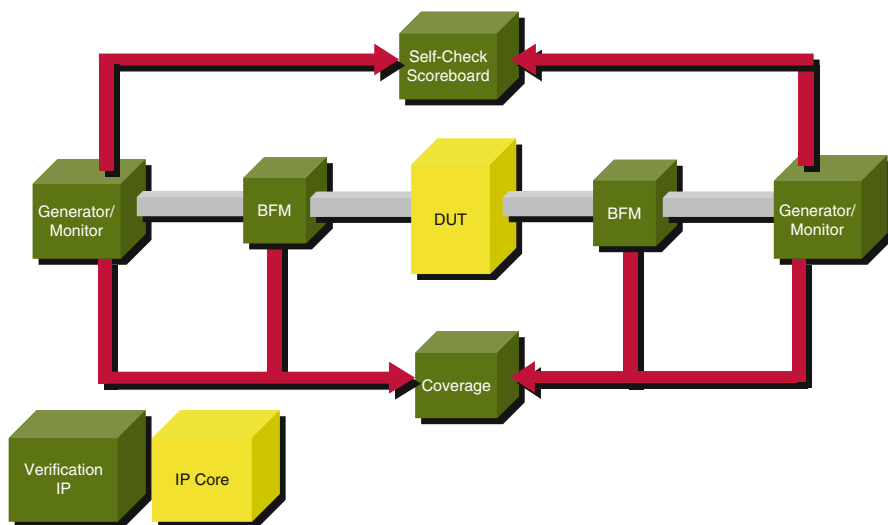 Self-Check
Scoreboard
Generator/
Monitor
BFM
DUT
BFM
Generator/
Monitor
Coverage
Verification
IP
IP Core